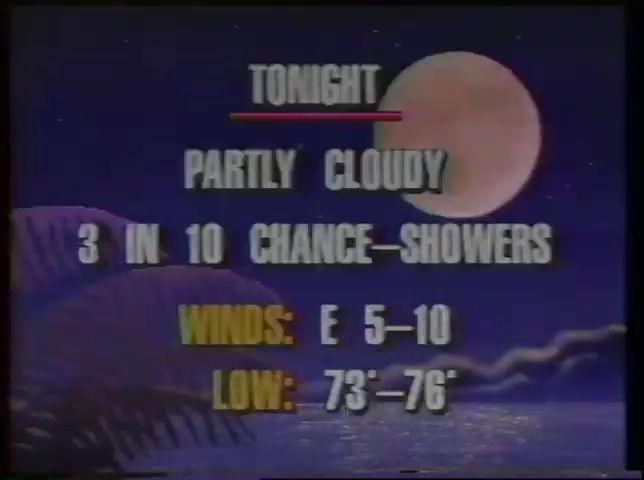 TONIGHT
PARTLY CLOUDY
3 IN 10 CHANCE–SHOWERS
WINDS: E 5–10
LOW: 73°–76°